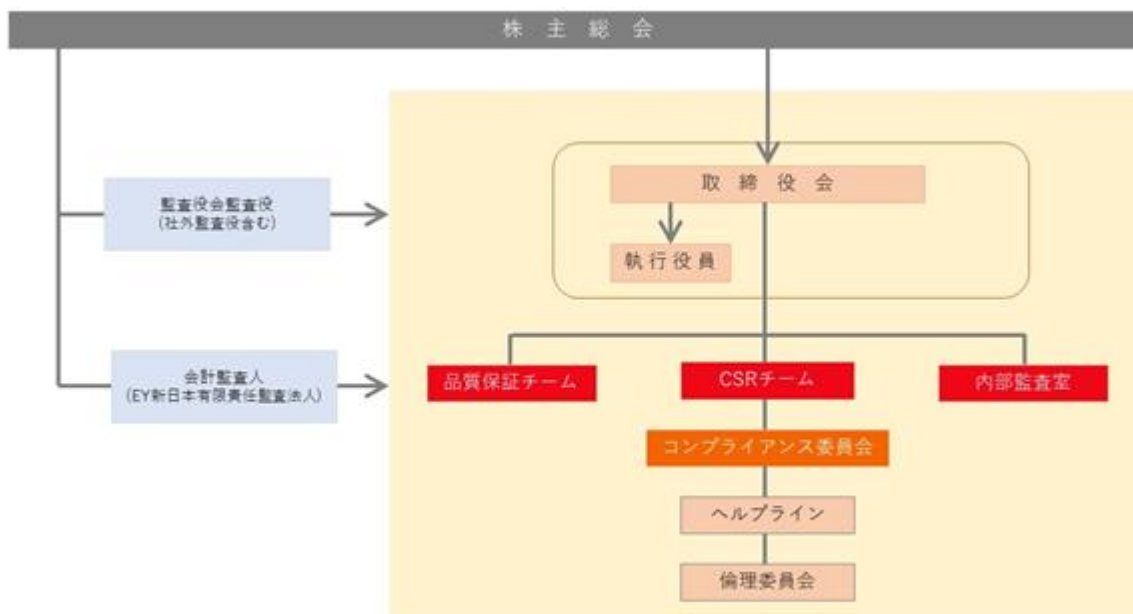 株主総会
取締役会
監査役会監査役
(社外監査役含む)
執行役員
会計監査人
(EY新日本有限責任監査法人)
品質保証チーム
CSRチーム
内部監査室
コンプライアンス委員会
ヘルプライン
倫理委員会